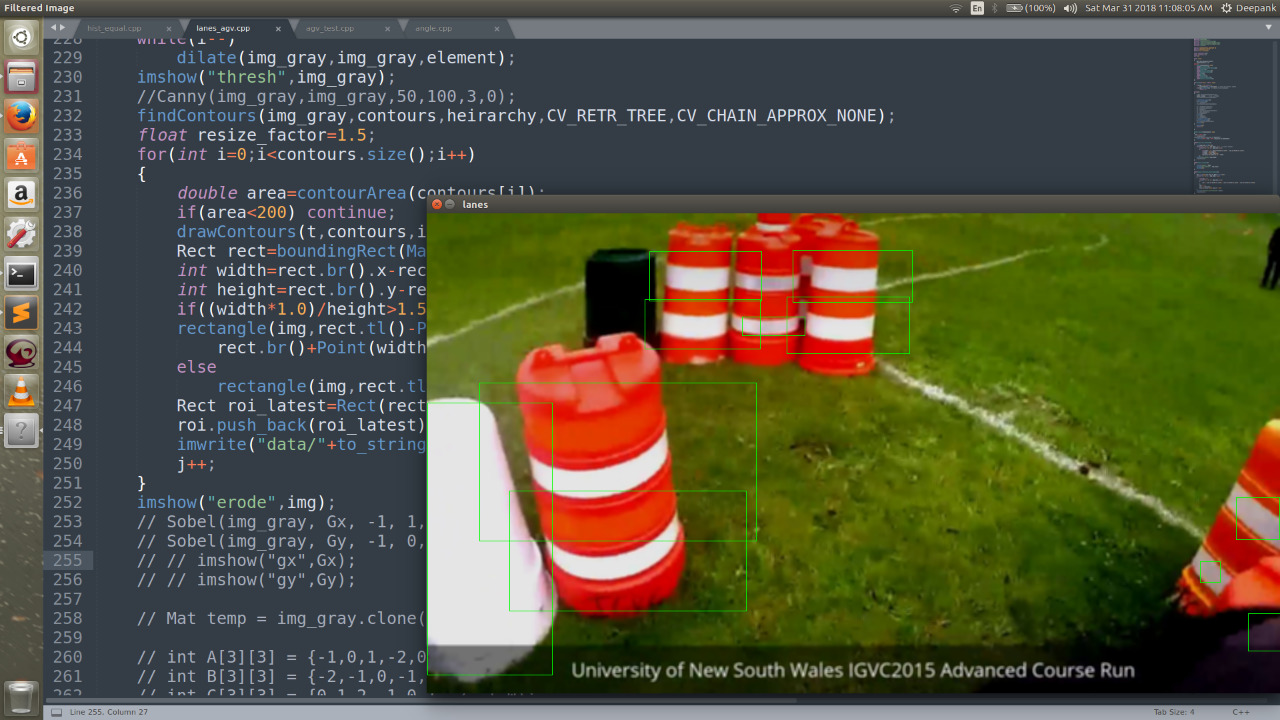 Filtered Image
En
(100%)
Sat Mar 31 2018 11:08:05 AM
Deepank
hist_equal.cpp
lanes_agv.cpp
agv_test.cpp
angle.cpp
228 while(i--)
229 dilate(img_gray,img_gray,element);
230 imshow("thresh",img_gray);
231 //Canny(img_gray,img_gray,50,100,3,0);
232 findContours(img_gray,contours,heirarchy,CV_RETR_TREE,CV_CHAIN_APPROX_NONE);
233 float resize_factor=1.5;
234 for(int i=0;i<contours.size();i++)
235 {
236 double area=contourArea(contours[i]);
237 if(area<200) continue;
238 drawContours(t,contours,i
239 Rect rect=boundingRect(Ma
240 int width=rect.br().x-rec
241 int height=rect.br().y-re
242 if((width*1.0)/height>1.5
243 rectangle(img,rect.tl()-P
244 rect.br()+Point(width
245 else
246 rectangle(img,rect.tl
247 Rect roi_latest=Rect(rect
248 roi.push_back(roi_latest)
249 imwrite("data/"+to_string
250 j++;
251 }
252 imshow("erode",img);
253 // Sobel(img_gray, Gx, -1, 1,
254 // Sobel(img_gray, Gy, -1, 0,
255 // // imshow("gx",Gx);
256 // // imshow("gy",Gy);
257
258 // Mat temp = img_gray.clone(
259
260 // int A[3][3] = {-1,0,1,-2,0
261 // int B[3][3] = {-2,-1,0,-1,
262 // int C[3][3] = {0,1,2,-1,0
lanes
University of New South Wales IGVC2015 Advanced Course Run
Line 255, Column 27
Tab Size: 4
C++